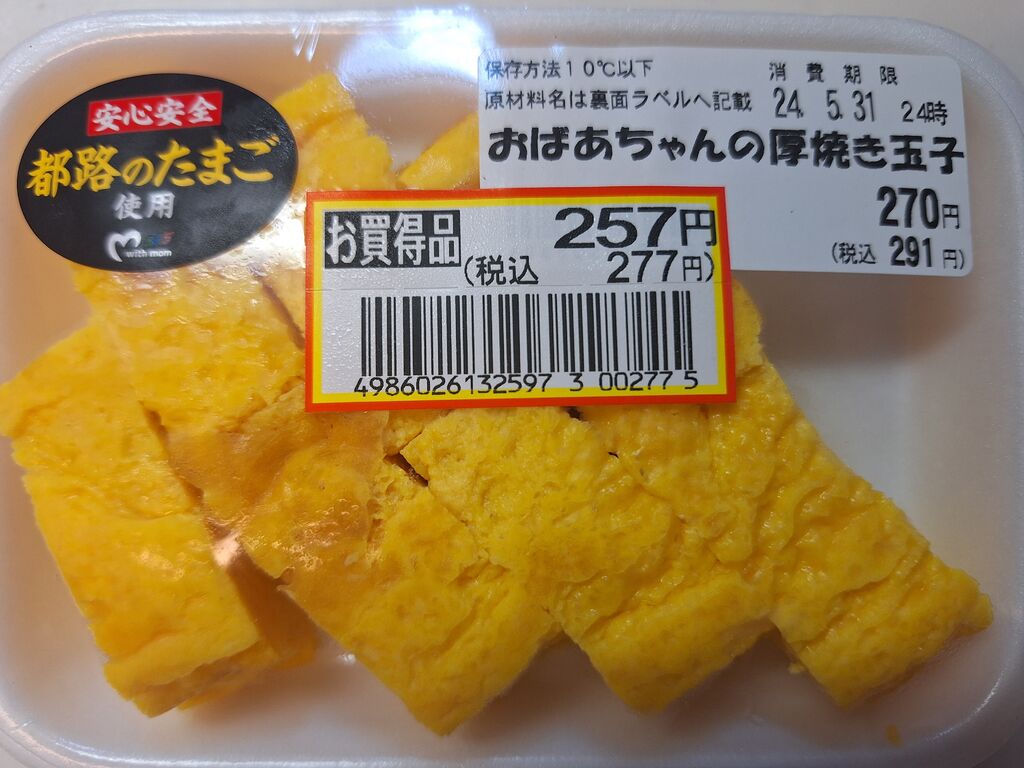 安心安全
都路のたまご
使用
with mom
保存方法10℃以下
消費期限
原材料名は裏面ラベルへ記載
24. 5.31 24時
おばあちゃんの厚焼き玉子
270円
(税込 291円)
お買得品
257円
(税込 277円)
4986026132597 3 00277 5